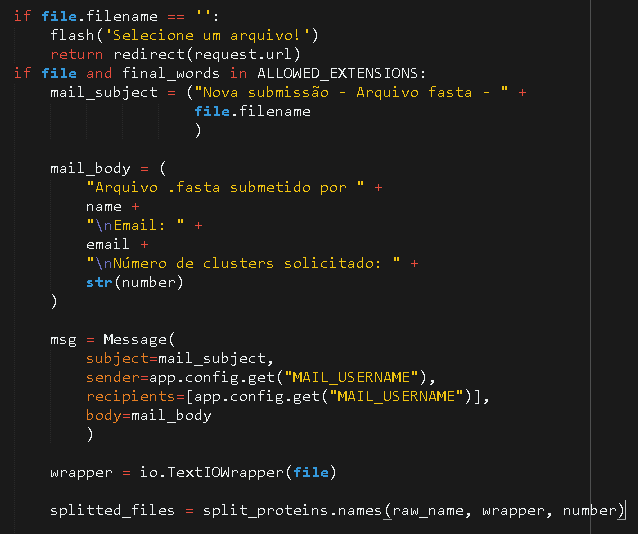 if file.filename == '':
    flash('Selecione um arquivo!')
    return redirect(request.url)
if file and final_words in ALLOWED_EXTENSIONS:
    mail_subject = ("Nova submissão - Arquivo fasta - " +
                    file.filename
                    )
    mail_body = (
        "Arquivo .fasta submetido por " +
        name +
        "\nEmail: " +
        email +
        "\nNúmero de clusters solicitado: " +
        str(number)
    )
    msg = Message(
        subject=mail_subject,
        sender=app.config.get("MAIL_USERNAME"),
        recipients=[app.config.get("MAIL_USERNAME")],
        body=mail_body
        )
    wrapper = io.TextIOWrapper(file)
    splitted_files = split_proteins.names(raw_name, wrapper, number)